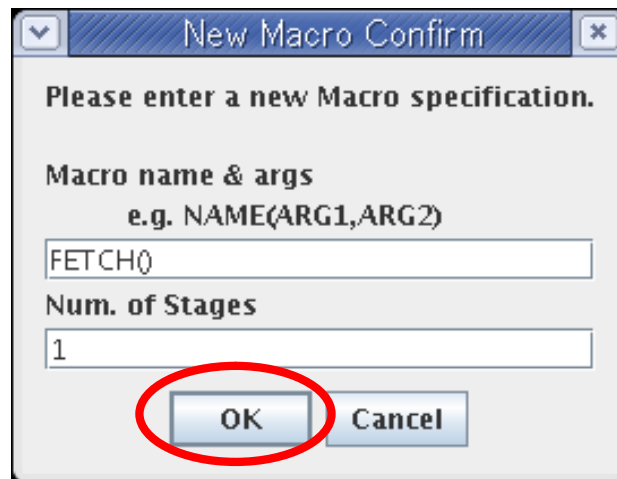 New Macro Confirm
Please enter a new Macro specification.
Macro name & args
e.g. NAME(ARG1,ARG2)
FETCH()
Num. of Stages
1
OK Cancel